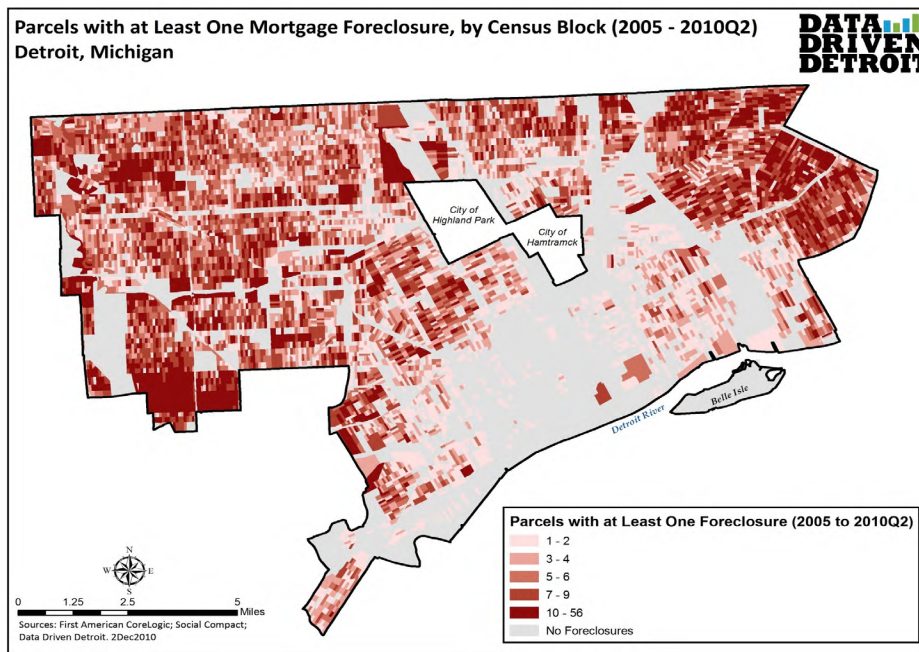 Parcels with at Least One Mortgage Foreclosure, by Census Block (2005 - 2010Q2)
Detroit, Michigan
DATA
DRIVEN
DETROIT
City of
Highland Park
City of
Hamtramck
Belle Isle
Detroit River
N
W E
S
0 1.25 2.5 5
Miles
Sources: First American CoreLogic; Social Compact;
Data Driven Detroit. 2Dec2010
Parcels with at Least One Foreclosure (2005 to 2010Q2)
1 - 2
3 - 4
5 - 6
7 - 9
10 - 56
No Foreclosures